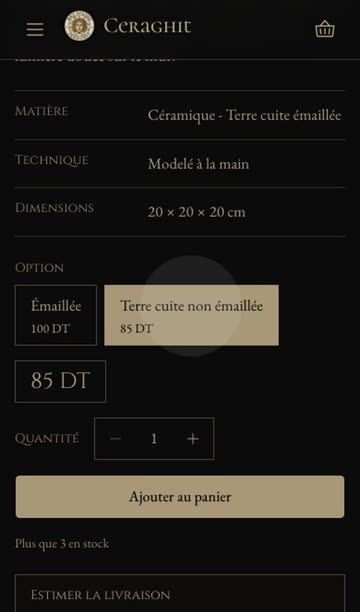 Ceraghit
Matière
Céramique - Terre cuite émaillée
Technique
Modelé à la main
Dimensions
20 × 20 × 20 cm
Option
Émaillée
100 DT
Terre cuite non émaillée
85 DT
85 DT
Quantité
− 1 +
Ajouter au panier
Plus que 3 en stock
Estimer la livraison